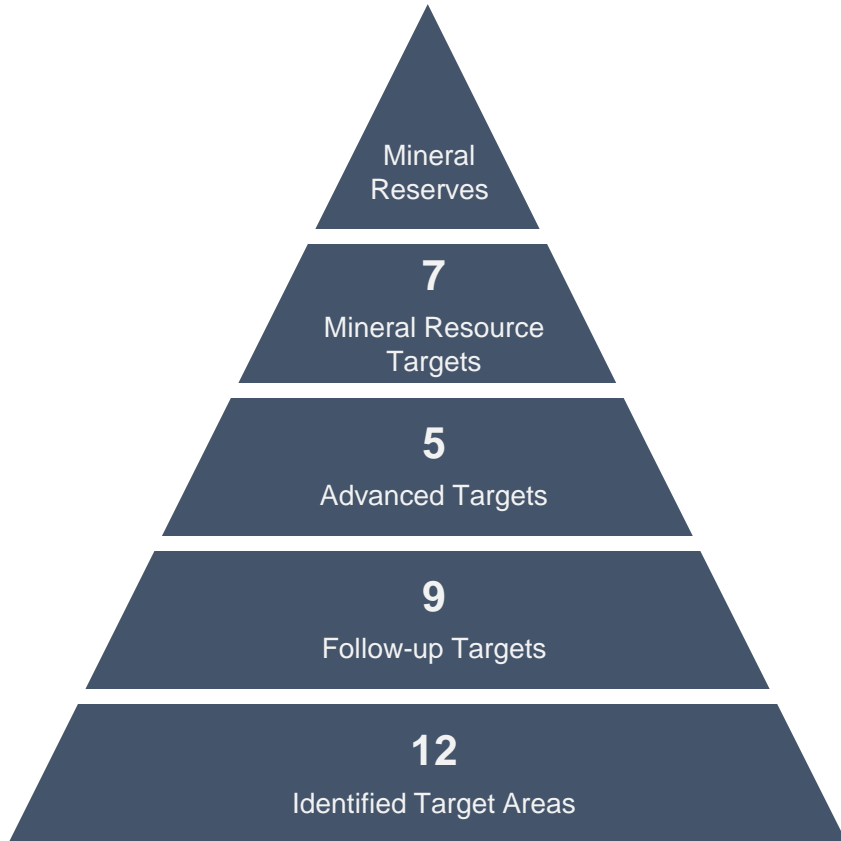 Mineral
Reserves
7
Mineral Resource
Targets
5
Advanced Targets
9
Follow-up Targets
12
Identified Target Areas